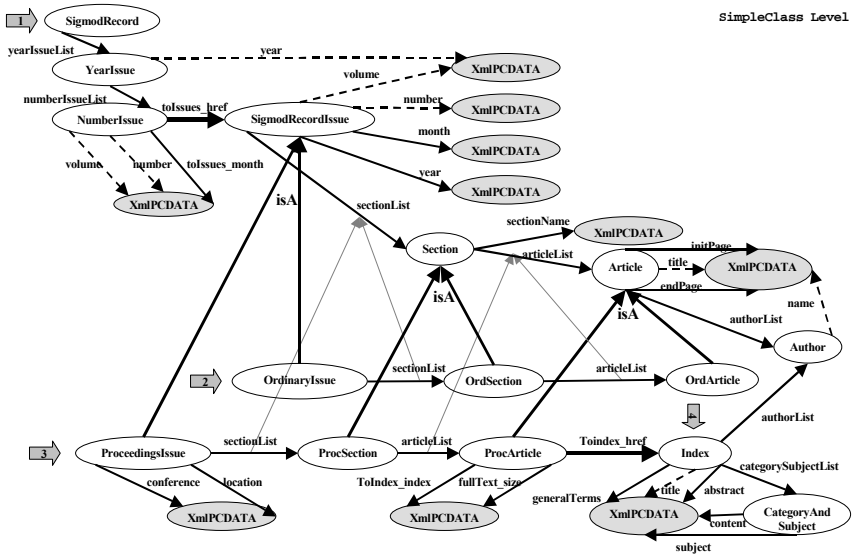 1
SigmodRecord
SimpleClass Level
yearIssueList
year
YearIssue
XmlPCDATA
volume
numberIssueList
number
XmlPCDATA
NumberIssue
toIssues_href
SigmodRecordIssue
month
XmlPCDATA
volume
number
toIssues_month
year
XmlPCDATA
XmlPCDATA
isA
sectionList
sectionName
XmlPCDATA
Section
articleList
initPage
Article
title
XmlPCDATA
endPage
isA
isA
name
authorList
Author
2
OrdinaryIssue
sectionList
OrdSection
articleList
OrdArticle
4
authorList
3
ProceedingsIssue
sectionList
ProcSection
articleList
ProcArticle
Toindex_href
Index
categorySubjectList
conference
location
ToIndex_index
fullText_size
generalTerms
title
abstract
XmlPCDATA
XmlPCDATA
XmlPCDATA
content
CategoryAnd
Subject
subject